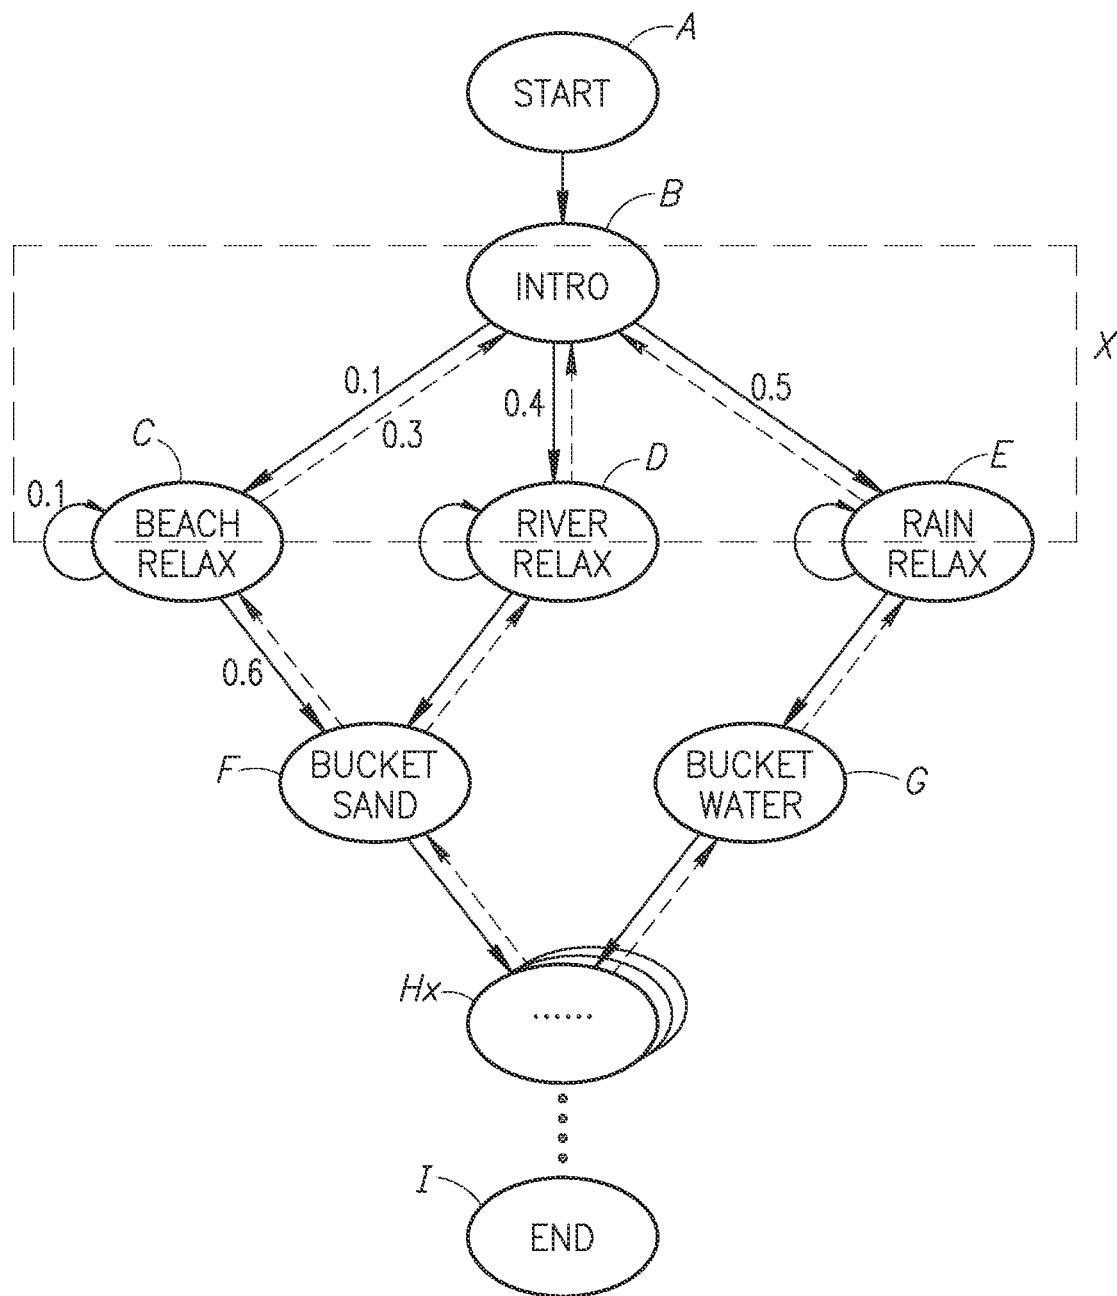 A
START
B
INTRO
X
0.1
0.5
0.4
0.3
C
D
E
0.1
BEACH
RELAX
RIVER
RELAX
RAIN
RELAX
0.6
F
BUCKET
SAND
BUCKET
WATER
G
Hx
......
I
END